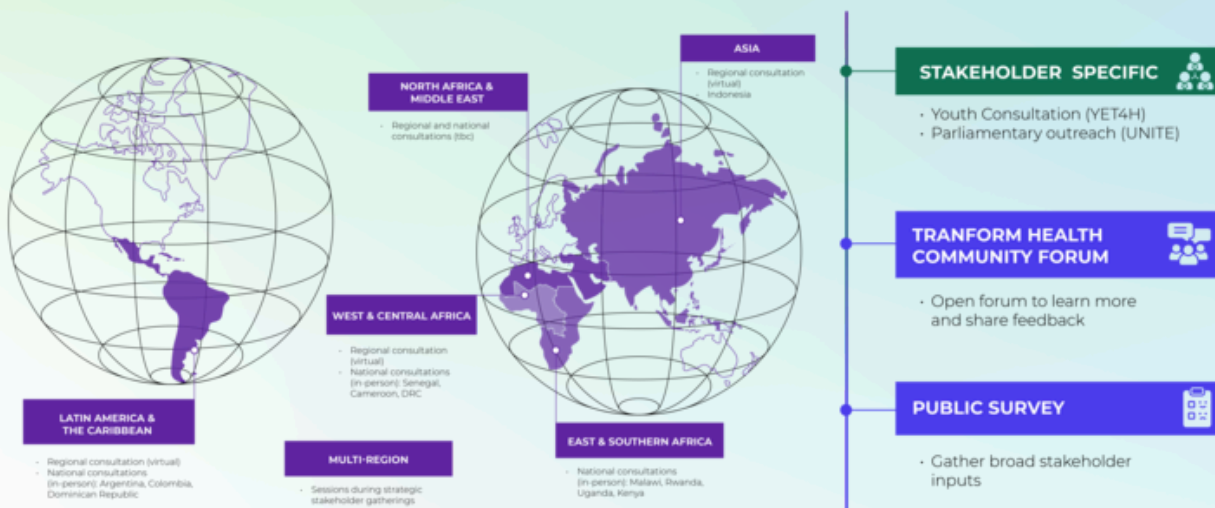 ASIA
- Regional consultation
(virtual)
- Indonesia
NORTH AFRICA &
MIDDLE EAST
- Regional and national
consultations (tbc)
WEST & CENTRAL AFRICA
- Regional consultation
(virtual)
- National consultations
(in-person): Senegal,
Cameroon, DRC
LATIN AMERICA &
THE CARIBBEAN
- Regional consultation (virtual)
- National consultations
(in-person): Argentina, Colombia,
Dominican Republic
MULTI-REGION
- Sessions during strategic
stakeholder gatherings
EAST & SOUTHERN AFRICA
- National consultations
(in-person): Malawi, Rwanda,
Uganda, Kenya
STAKEHOLDER SPECIFIC
· Youth Consultation (YET4H)
· Parliamentary outreach (UNITE)
TRANFORM HEALTH
COMMUNITY FORUM
· Open forum to learn more
and share feedback
PUBLIC SURVEY
· Gather broad stakeholder
inputs